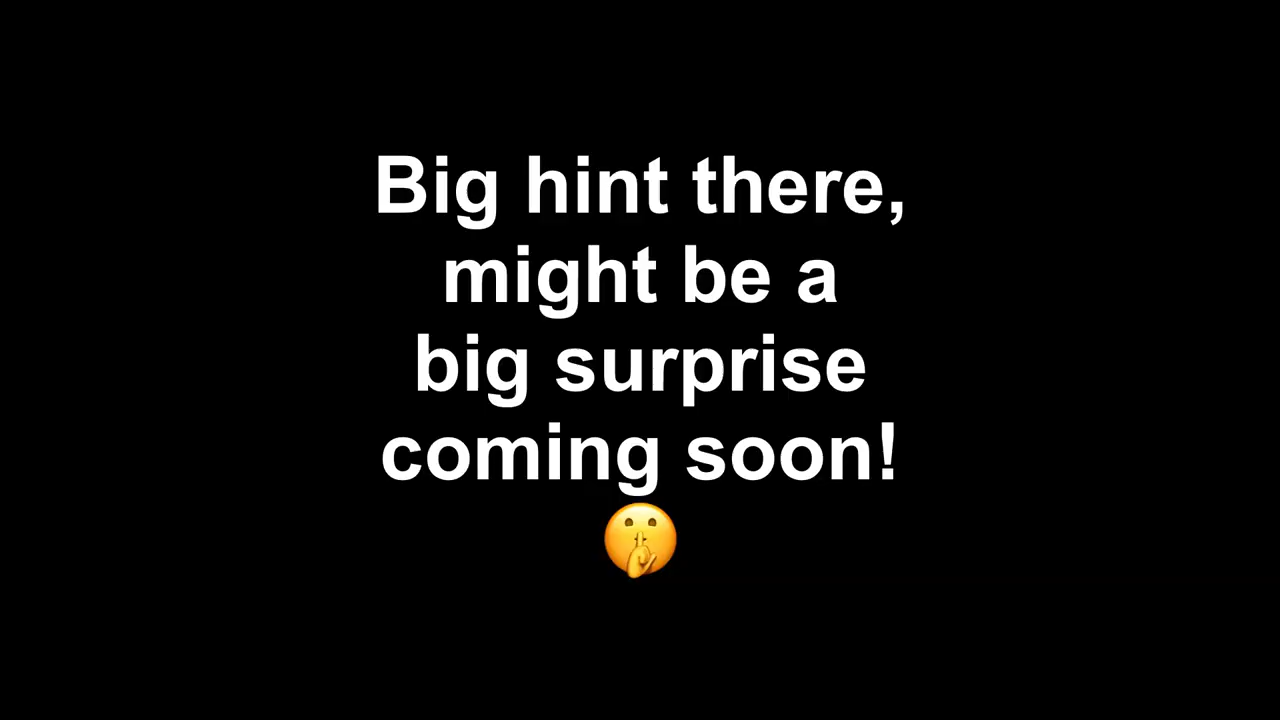 Big hint there,
might be a
big surprise
coming soon!
🤫